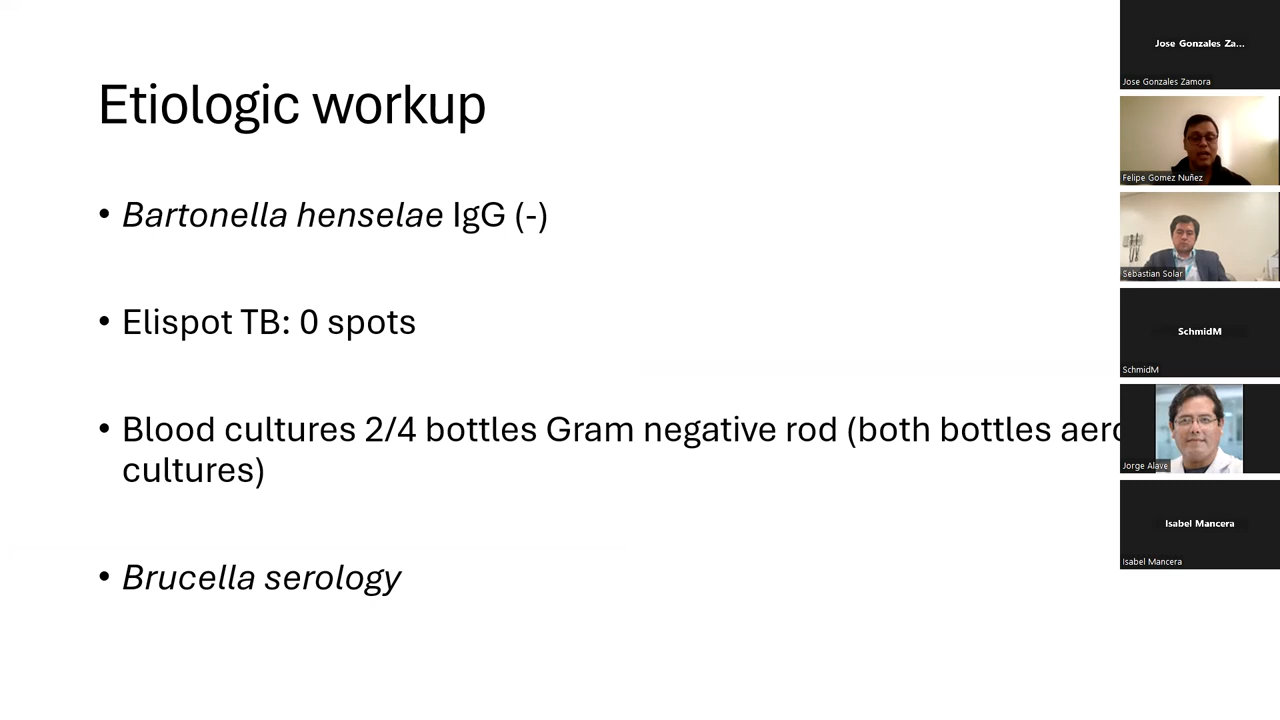 Etiologic workup
• Bartonella henselae IgG (-)
• Elispot TB: 0 spots
• Blood cultures 2/4 bottles Gram negative rod (both bottles
cultures)
• Brucella serology
Jose Gonzales Za...
Jose Gonzales Zamora
Felipe Gomez Nuñez
Sebastian Solar
SchmidM
SchmidM
Jorge Alave
Isabel Mancera
Isabel Mancera